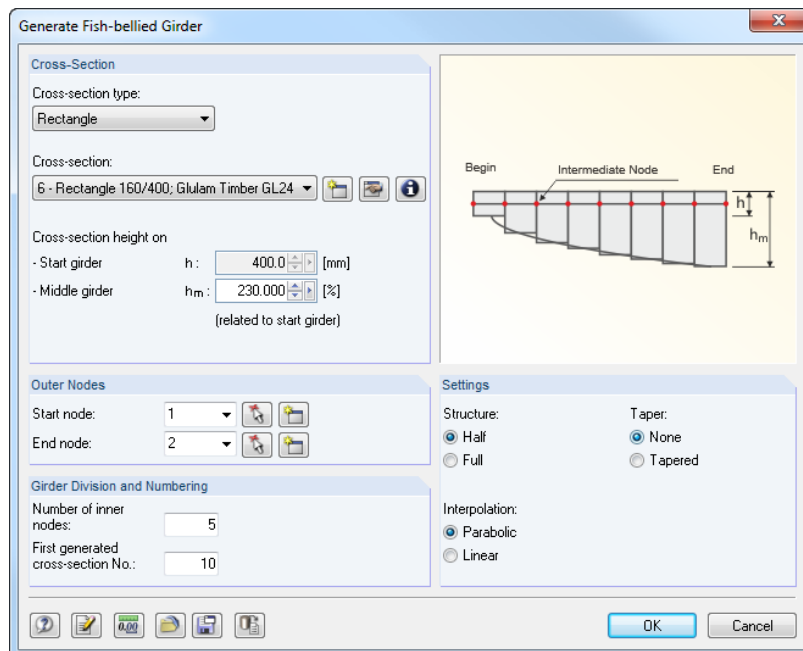 Generate Fish-bellied Girder
Cross-Section
Cross-section type:
Rectangle
Cross-section:
6 - Rectangle 160/400; Glulam Timber GL24
Cross-section height on
- Start girder h : 400.0 [mm]
- Middle girder hm : 230.000 [%]
(related to start girder)
Begin Intermediate Node End
h
hm
Outer Nodes
Start node: 1
End node: 2
Girder Division and Numbering
Number of inner
nodes: 5
First generated
cross-section No.: 10
Settings
Structure: Taper:
Half None
Full Tapered
Interpolation:
Parabolic
Linear
0.00
OK Cancel